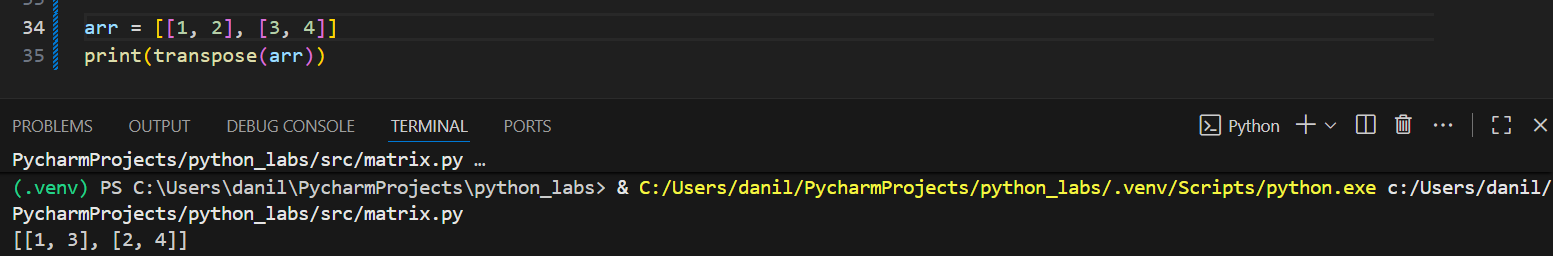 33
34 arr = [[1, 2], [3, 4]]
35 print(transpose(arr))
PROBLEMS OUTPUT DEBUG CONSOLE TERMINAL PORTS Python
PycharmProjects/python_labs/src/matrix.py …
(.venv) PS C:\Users\danil\PycharmProjects\python_labs> & C:/Users/danil/PycharmProjects/python_labs/.venv/Scripts/python.exe c:/Users/danil/
PycharmProjects/python_labs/src/matrix.py
[[1, 3], [2, 4]]